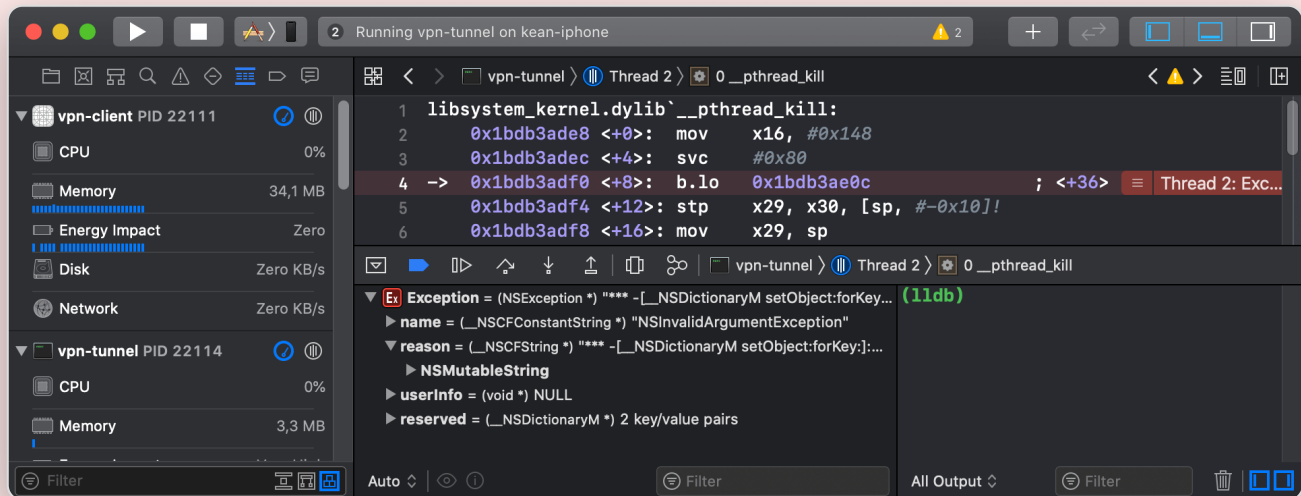 2 Running vpn-tunnel on kean-iphone 2
vpn-client PID 22111
CPU 0%
Memory 34,1 MB
Energy Impact Zero
Disk Zero KB/s
Network Zero KB/s
vpn-tunnel PID 22114
CPU 0%
Memory 3,3 MB
Filter
vpn-tunnel Thread 2 0 __pthread_kill
1 libsystem_kernel.dylib`__pthread_kill:
2 0x1bdb3ade8 <+0>: mov x16, #0x148
3 0x1bdb3adec <+4>: svc #0x80
4 -> 0x1bdb3adf0 <+8>: b.lo 0x1bdb3ae0c ; <+36> Thread 2: Exc...
5 0x1bdb3adf4 <+12>: stp x29, x30, [sp, #-0x10]!
6 0x1bdb3adf8 <+16>: mov x29, sp
vpn-tunnel Thread 2 0 __pthread_kill
Ex Exception = (NSException *) "*** -[__NSDictionaryM setObject:forKey...
name = (__NSCFConstantString *) "NSInvalidArgumentException"
reason = (__NSCFString *) "*** -[__NSDictionaryM setObject:forKey:]:...
NSMutableString
userInfo = (void *) NULL
reserved = (__NSDictionaryM *) 2 key/value pairs
Auto Filter
(lldb)
All Output Filter